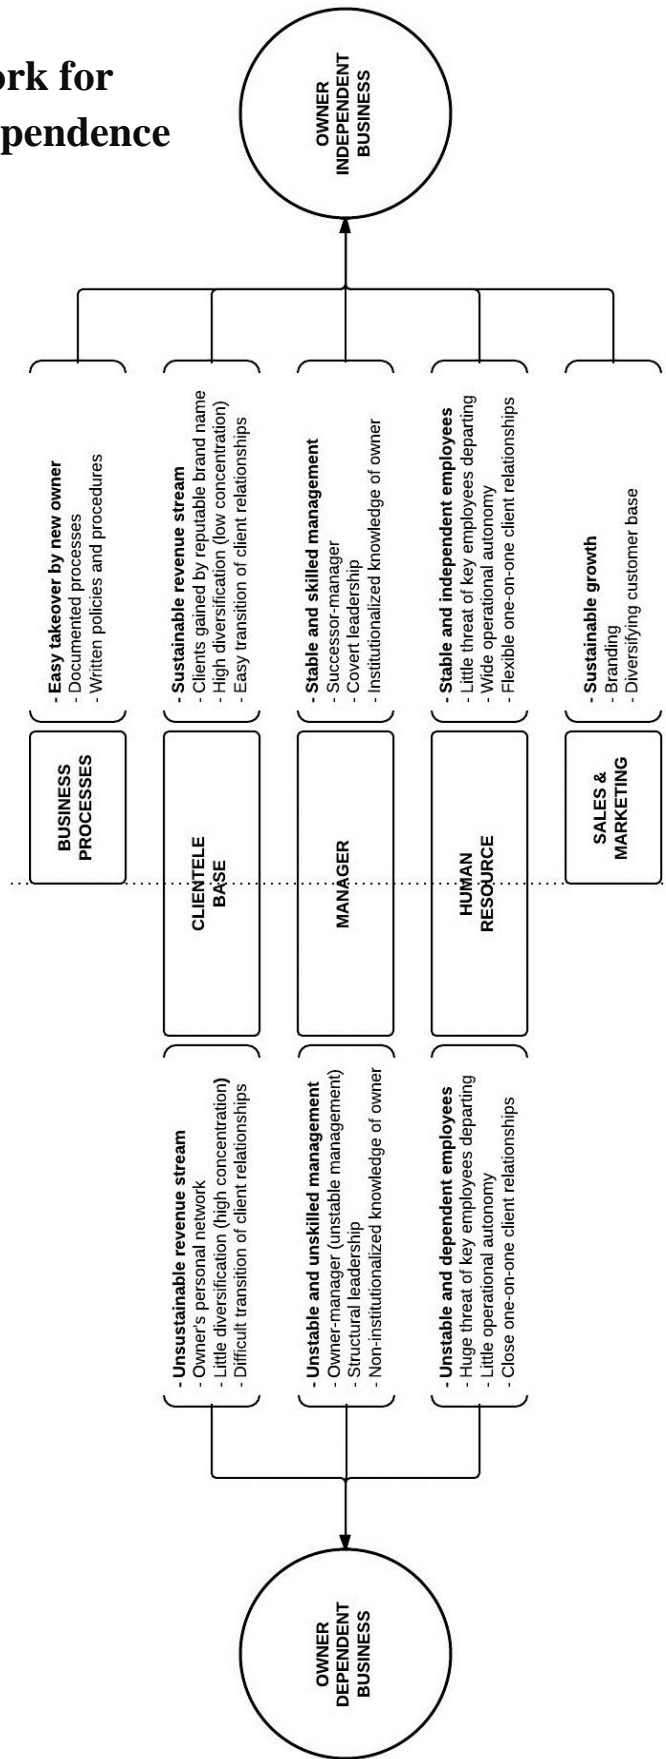 ork for
pendence
OWNER
INDEPENDENT
BUSINESS
- Easy takeover by new owner
- Documented processes
- Written policies and procedures
- Sustainable revenue stream
- Clients gained by reputable brand name
- High diversification (low concentration)
- Easy transition of client relationships
- Stable and skilled management
- Successor-manager
- Covert leadership
- Institutionalized knowledge of owner
- Stable and independent employees
- Little threat of key employees departing
- Wide operational autonomy
- Flexible one-on-one client relationships
- Sustainable growth
- Branding
- Diversifying customer base
BUSINESS
PROCESSES
CLIENTELE
BASE
MANAGER
HUMAN
RESOURCE
SALES &
MARKETING
- Unsustainable revenue stream
- Owner's personal network
- Little diversification (high concentration)
- Difficult transition of client relationships
- Unstable and unskilled management
- Owner-manager (unstable management)
- Structural leadership
- Non-institutionalized knowledge of owner
- Unstable and dependent employees
- Huge threat of key employees departing
- Little operational autonomy
- Close one-on-one client relationships
OWNER
DEPENDENT
BUSINESS